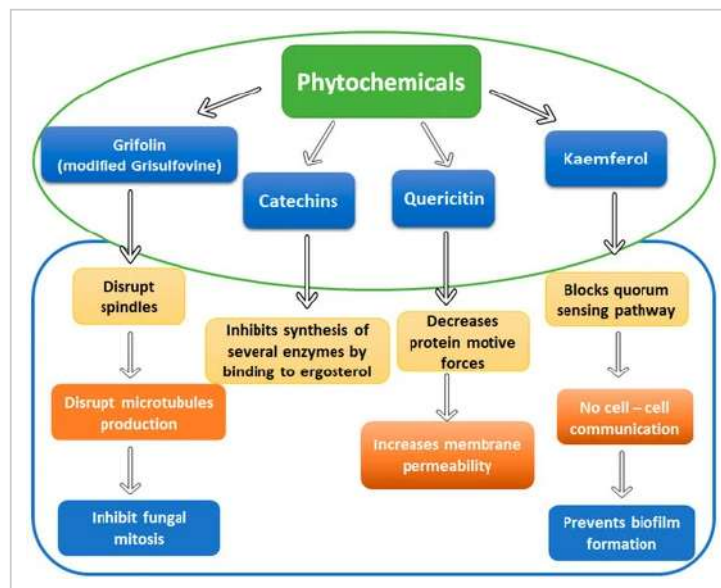 Phytochemicals
Grifolin
(modified Grisulfovine)
Catechins
Quericitin
Kaemferol
Disrupt
spindles
Inhibits synthesis of
several enzymes by
binding to ergosterol
Decreases
protein motive
forces
Blocks quorum
sensing pathway
Disrupt microtubules
production
Increases membrane
permeability
No cell – cell
communication
Inhibit fungal
mitosis
Prevents biofilm
formation